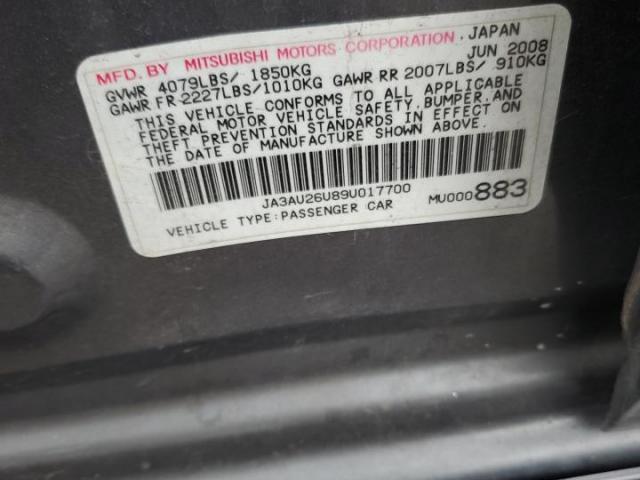 MFD. BY MITSUBISHI MOTORS CORPORATION, JAPAN
GVWR 4079LBS/ 1850KG JUN 2008
GAWR FR 2227LBS/1010KG GAWR RR 2007LBS/ 910KG
THIS VEHICLE CONFORMS TO ALL APPLICABLE
FEDERAL MOTOR VEHICLE SAFETY, BUMPER, AND
THEFT PREVENTION STANDARDS IN EFFECT ON
THE DATE OF MANUFACTURE SHOWN ABOVE.
JA3AU26U89U017700
VEHICLE TYPE:PASSENGER CAR MU000883